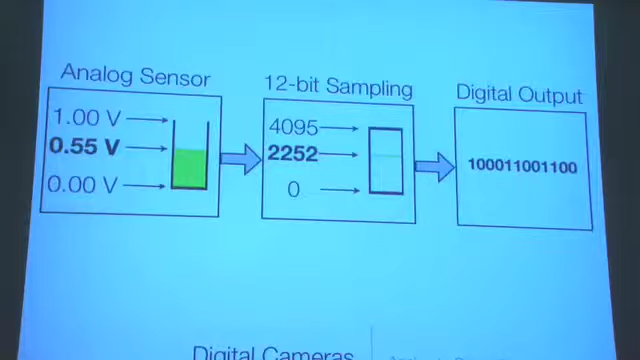 Analog Sensor
1.00 V
0.55 V
0.00 V
12-bit Sampling
4095
2252
0
Digital Output
100011001100
Digital Cameras